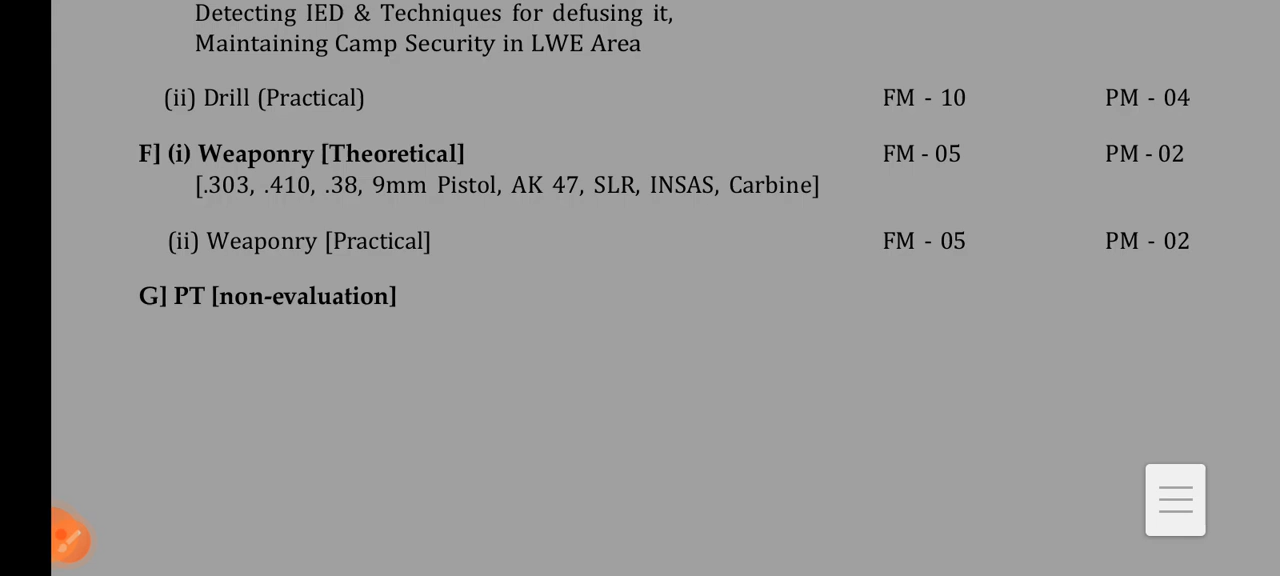 Detecting IED & Techniques for defusing it,
Maintaining Camp Security in LWE Area
(ii) Drill (Practical) FM - 10 PM - 04
F] (i) Weaponry [Theoretical] FM - 05 PM - 02
[.303, .410, .38, 9mm Pistol, AK 47, SLR, INSAS, Carbine]
(ii) Weaponry [Practical] FM - 05 PM - 02
G] PT [non-evaluation]